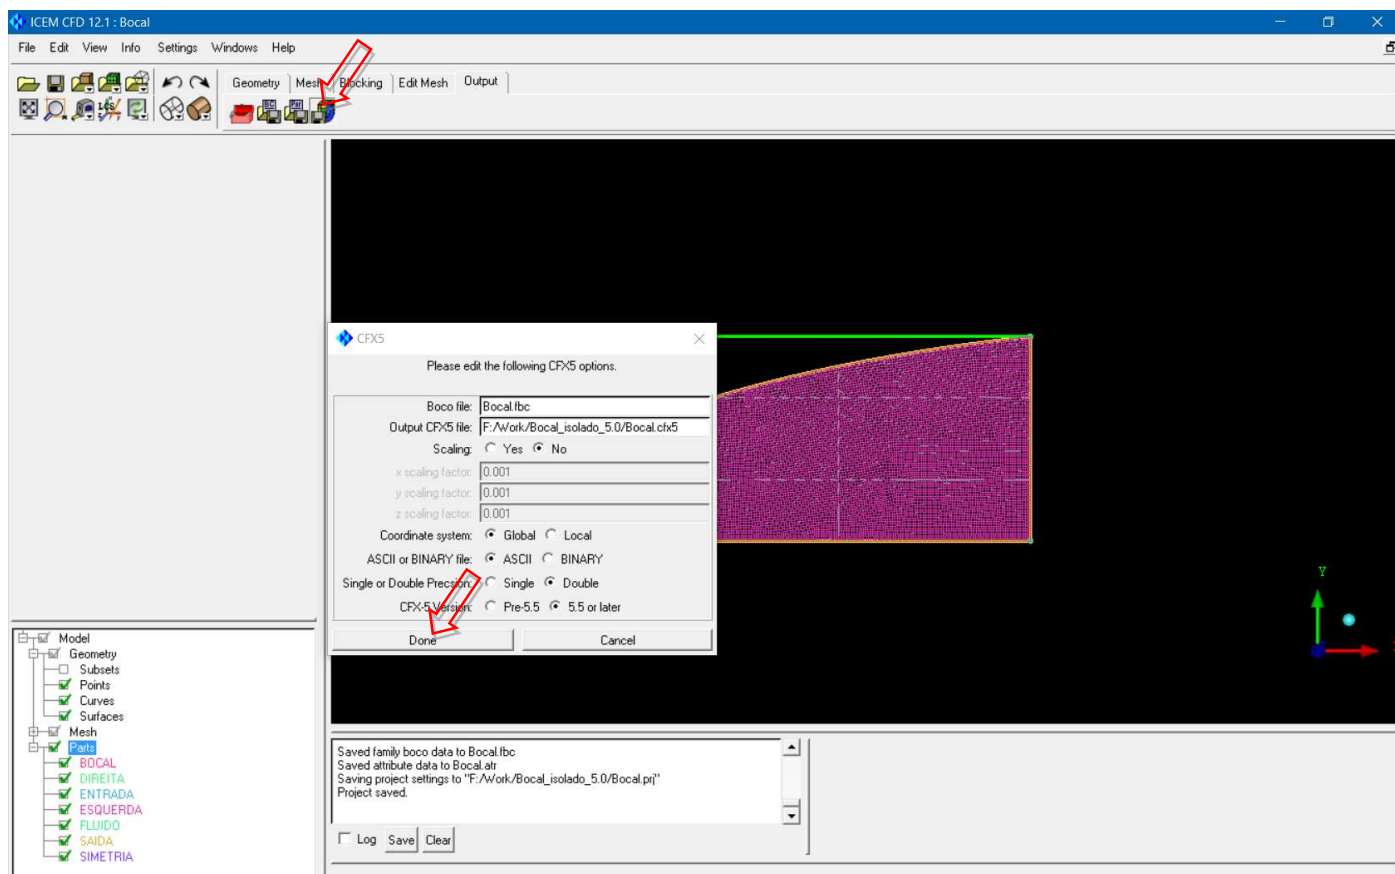 ICEM CFD 12.1 : Bocal
File Edit View Info Settings Windows Help
Geometry Mesh Blocking Edit Mesh Output
CFX5
Please edit the following CFX5 options.
Boco file: Bocal.fbc
Output CFX5 file: F:/Work/Bocal_isolado_5.0/Bocal.cfx5
Scaling: Yes No
x scaling factor: 0.001
y scaling factor: 0.001
z scaling factor: 0.001
Coordinate system: Global Local
ASCII or BINARY file: ASCII BINARY
Single or Double Precsion: Single Double
CFX-5 Version: Pre-5.5 5.5 or later
Done Cancel
Y
Model
Geometry
Subsets
Points
Curves
Surfaces
Mesh
Parts
BOCAL
DIREITA
ENTRADA
ESQUERDA
FLUIDO
SAIDA
SIMETRIA
Saved family boco data to Bocal.fbc
Saved attribute data to Bocal.atr
Saving project settings to "F:/Work/Bocal_isolado_5.0/Bocal.prj"
Project saved.
Log Save Clear